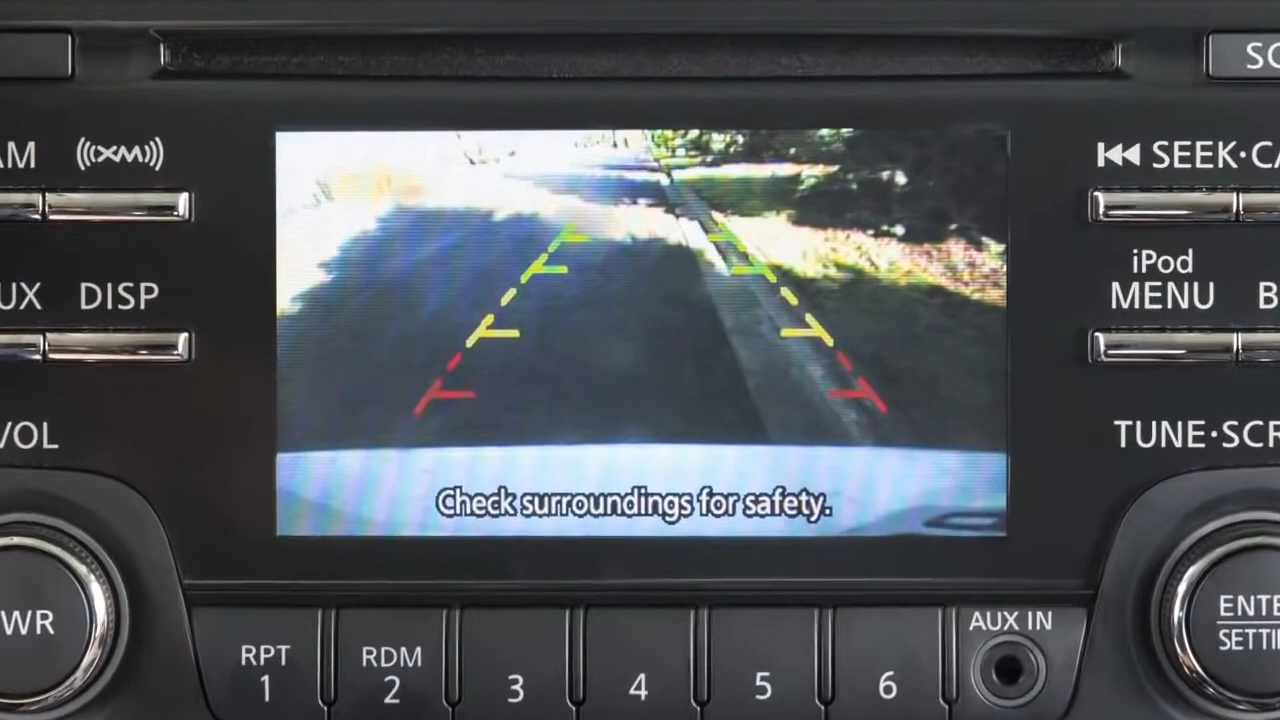 SC
AM
XM
SEEK·CA
UX
DISP
iPod
MENU
B
VOL
TUNE·SCR
Check surroundings for safety.
WR
ENTE
SETTI
AUX IN
RPT
1
RDM
2
3
4
5
6